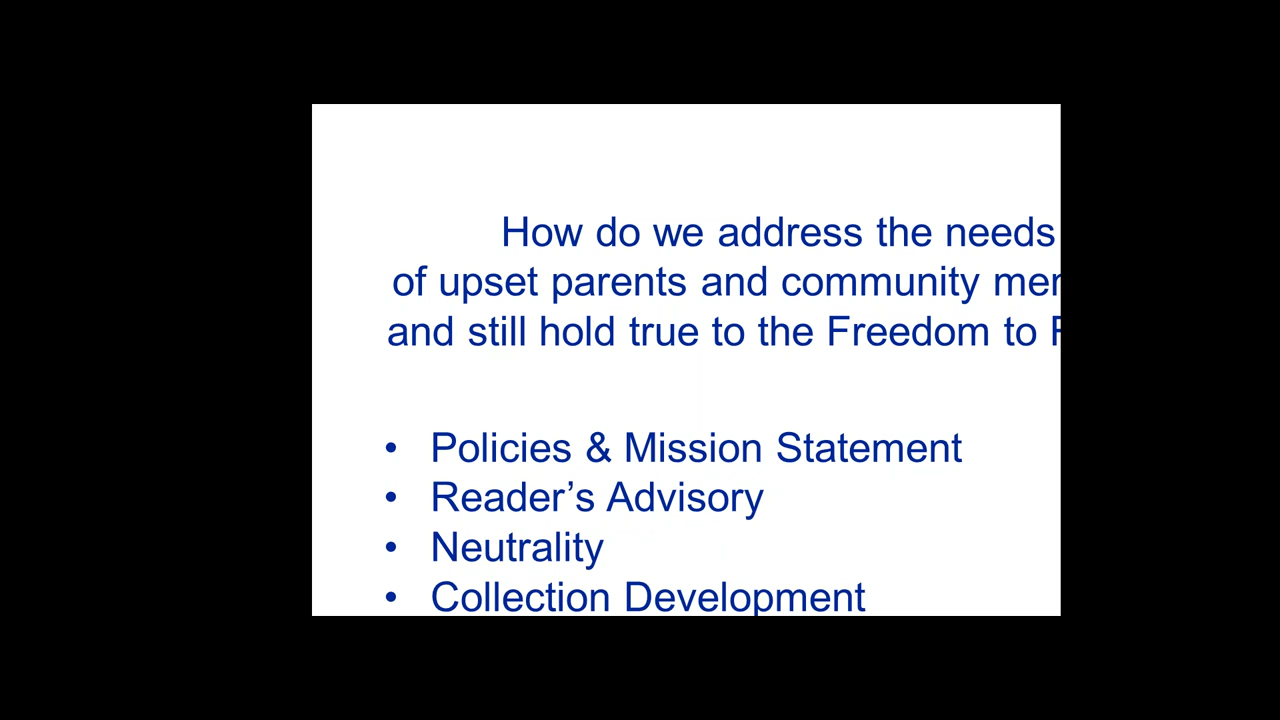 How do we address the needs
of upset parents and community
and still hold true to the Freedom to
• Policies & Mission Statement
• Reader’s Advisory
• Neutrality
• Collection Development